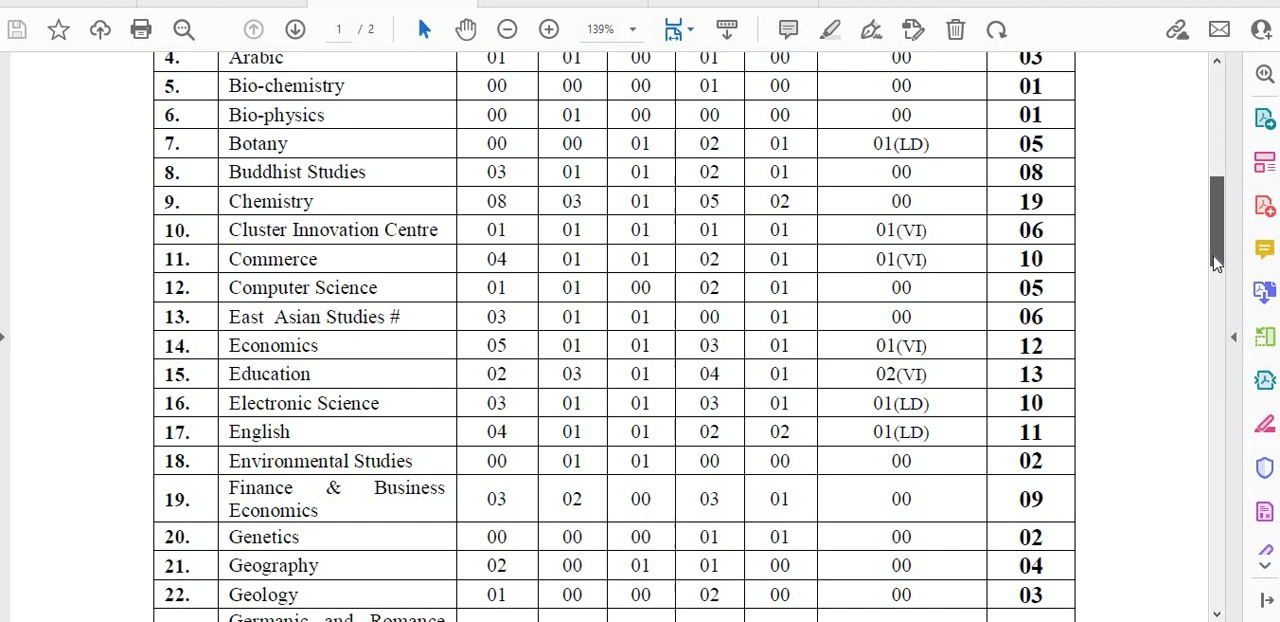 1 / 2 139%
4. Arabic 01 01 00 01 00 00 03
5. Bio-chemistry 00 00 00 01 00 00 01
6. Bio-physics 00 01 00 00 00 00 01
7. Botany 00 00 01 02 01 01(LD) 05
8. Buddhist Studies 03 01 01 02 01 00 08
9. Chemistry 08 03 01 05 02 00 19
10. Cluster Innovation Centre 01 01 01 01 01 01(VI) 06
11. Commerce 04 01 01 02 01 01(VI) 10
12. Computer Science 01 01 00 02 01 00 05
13. East Asian Studies # 03 01 01 00 01 00 06
14. Economics 05 01 01 03 01 01(VI) 12
15. Education 02 03 01 04 01 02(VI) 13
16. Electronic Science 03 01 01 03 01 01(LD) 10
17. English 04 01 01 02 02 01(LD) 11
18. Environmental Studies 00 01 01 00 00 00 02
19. Finance & Business
Economics 03 02 00 03 01 00 09
20. Genetics 00 00 00 01 01 00 02
21. Geography 02 00 01 01 00 00 04
22. Geology 01 00 00 02 00 00 03
Germanic and Romance